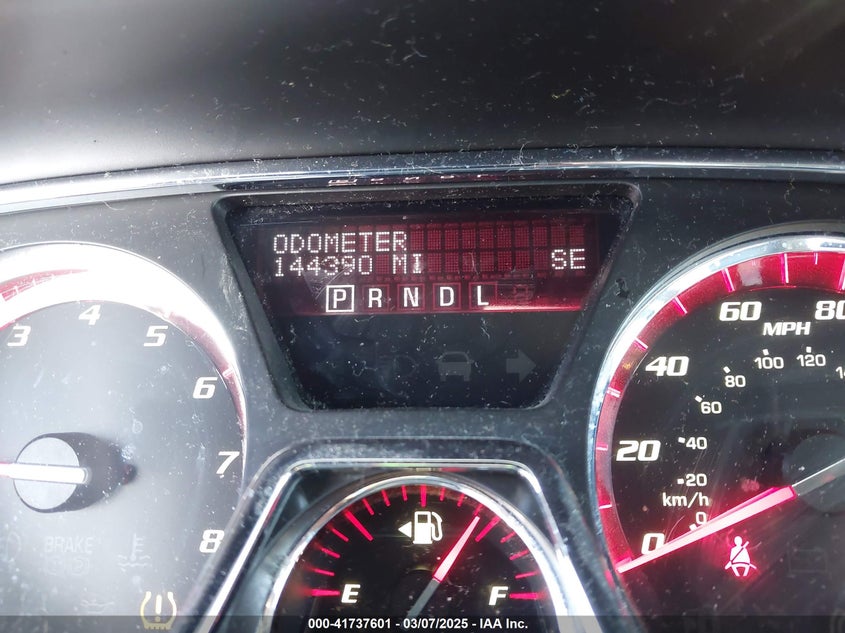 ODOMETER
144390 MI SE
P R N D L
3 4 5 6 7 8
BRAKE
E F
0 20 40 60 80
MPH
km/h
0 20 40 60 80 100 120
000-41737601 — 03/07/2025 — IAA Inc.